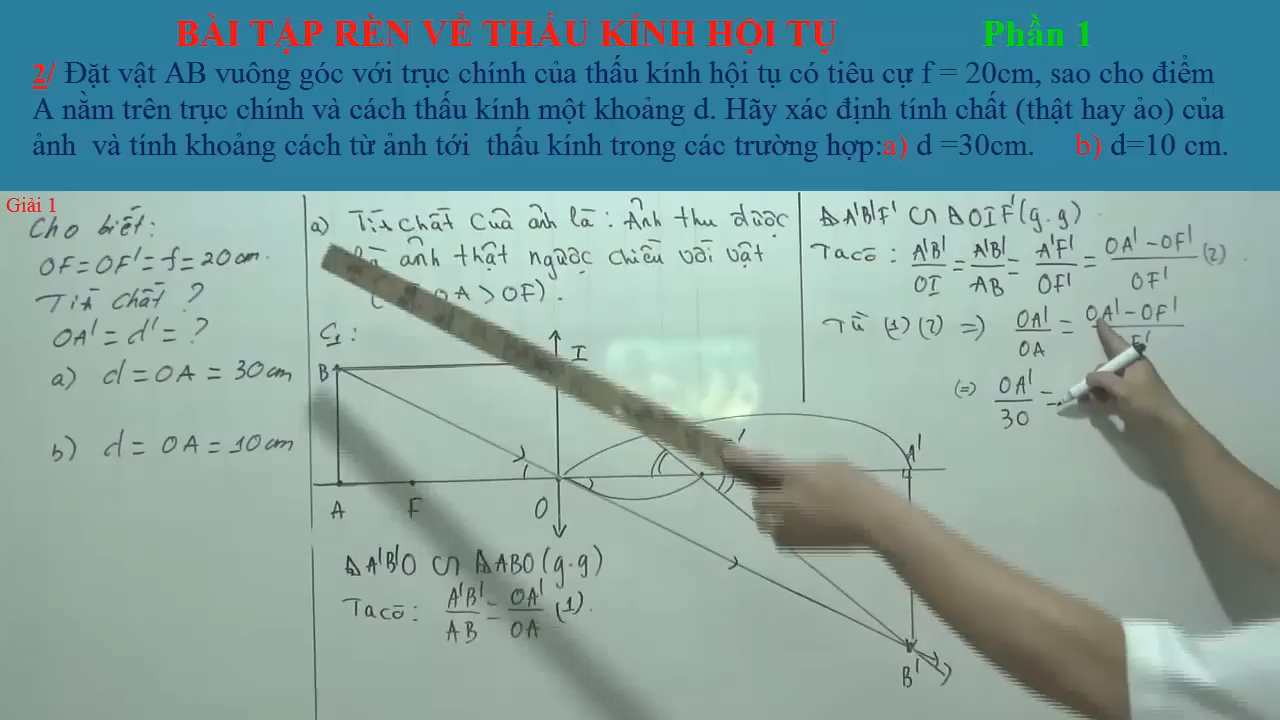 BÀI TẬP RÈN VỀ THẤU KÍNH HỘI TỤ Phần 1
2/ Đặt vật AB vuông góc với trục chính của thấu kính hội tụ có tiêu cự f = 20cm, sao cho điểm
A nằm trên trục chính và cách thấu kính một khoảng d. Hãy xác định tính chất (thật hay ảo) của
ảnh và tính khoảng cách từ ảnh tới thấu kính trong các trường hợp:a) d =30cm. b) d=10 cm.
Giải 1
Cho biết:
OF=OF'=f=20cm.
Tính chất ?
OA'=d'=?
a) d=OA=30cm
b) d=OA=10cm
a) Tính chất của ảnh là: Ảnh thu được
ảnh thật ngược chiều với vật
OA > OF).
C1:
B
I
A
F
O
A'
B'
ΔA'B'O ∽ ΔABO (g.g)
Ta có: A'B'/AB = OA'/OA (1).
ΔA'B'F' ∽ ΔOIF' (g.g).
Ta có: A'B'/OI = A'B'/AB = A'F'/OF' = OA'-OF'/OF' (2).
Từ (1)(2) => OA'/OA = OA'-OF'/F'
(=) OA'/30 =